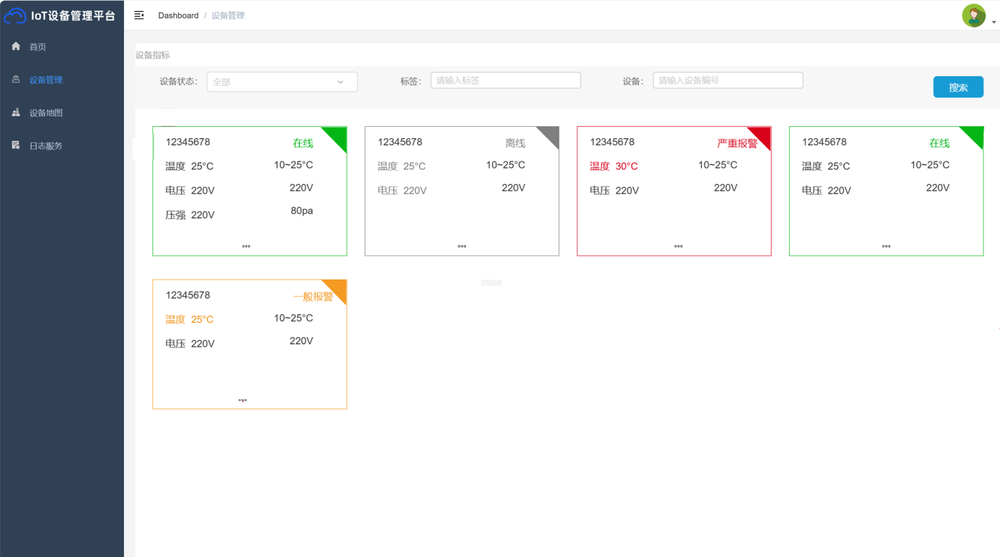 IoT设备管理平台
Dashboard / 设备管理
首页
设备管理
设备地图
日志服务
设备指标
设备状态: 全部 标签: 请输入标签 设备: 请输入设备编号 搜索
12345678 在线
温度 25°C 10~25°C
电压 220V 220V
压强 220V 80pa
12345678 离线
温度 25°C 10~25°C
电压 220V 220V
12345678 严重报警
温度 30°C 10~25°C
电压 220V 220V
12345678 在线
温度 25°C 10~25°C
电压 220V 220V
12345678 一般报警
温度 25°C 10~25°C
电压 220V 220V